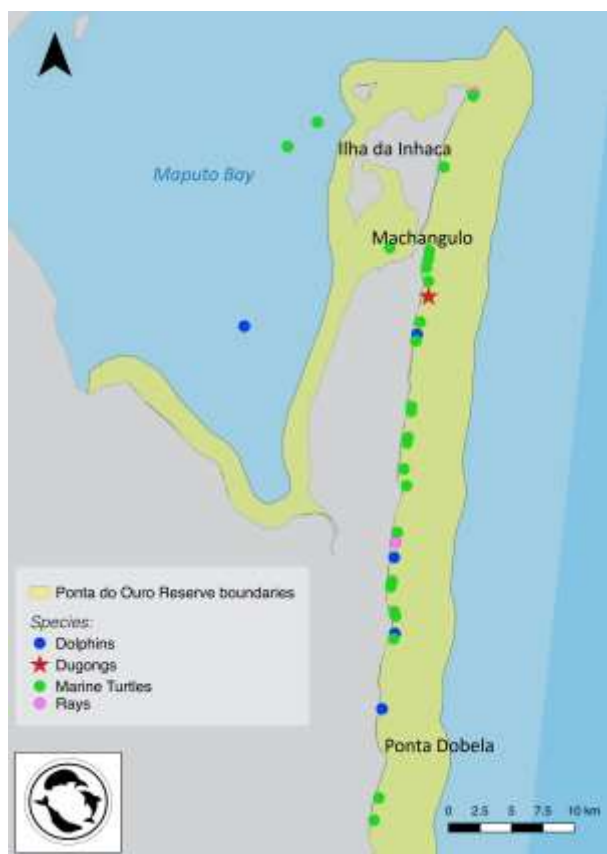 Ilha da Inhaca
Maputo Bay
Machangulo
Ponta do Ouro Reserve boundaries
Species:
Dolphins
Dugongs
Marine Turtles
Rays
Ponta Dobela
0 2.5 5 7.5 10 km